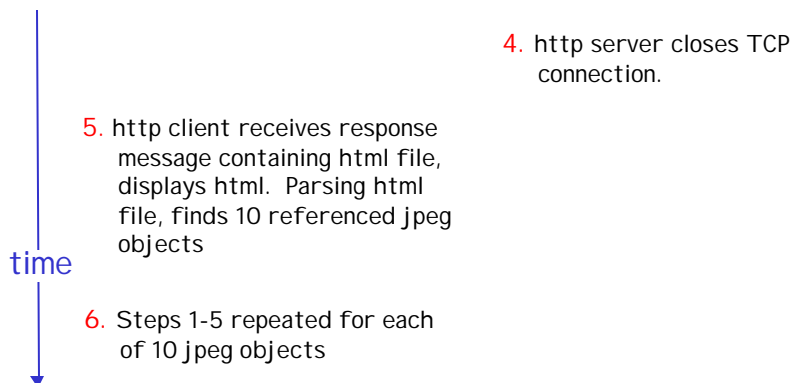 4. http server closes TCP
connection.
5. http client receives response
message containing html file,
displays html. Parsing html
file, finds 10 referenced jpeg
objects
time
6. Steps 1-5 repeated for each
of 10 jpeg objects